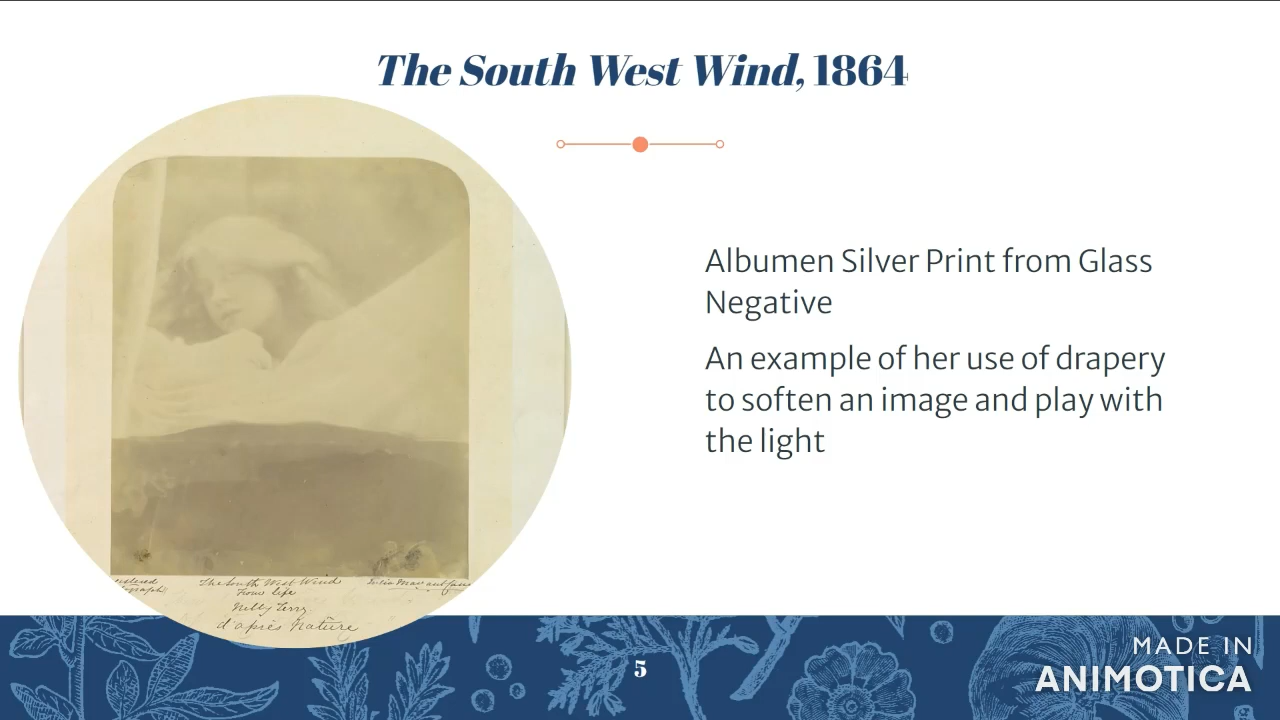 The South West Wind, 1864
Albumen Silver Print from Glass
Negative
An example of her use of drapery
to soften an image and play with
the light
The South West Wind
From life
Nelly Terry
d'après Nature
5
MADE IN
ANIMOTICA